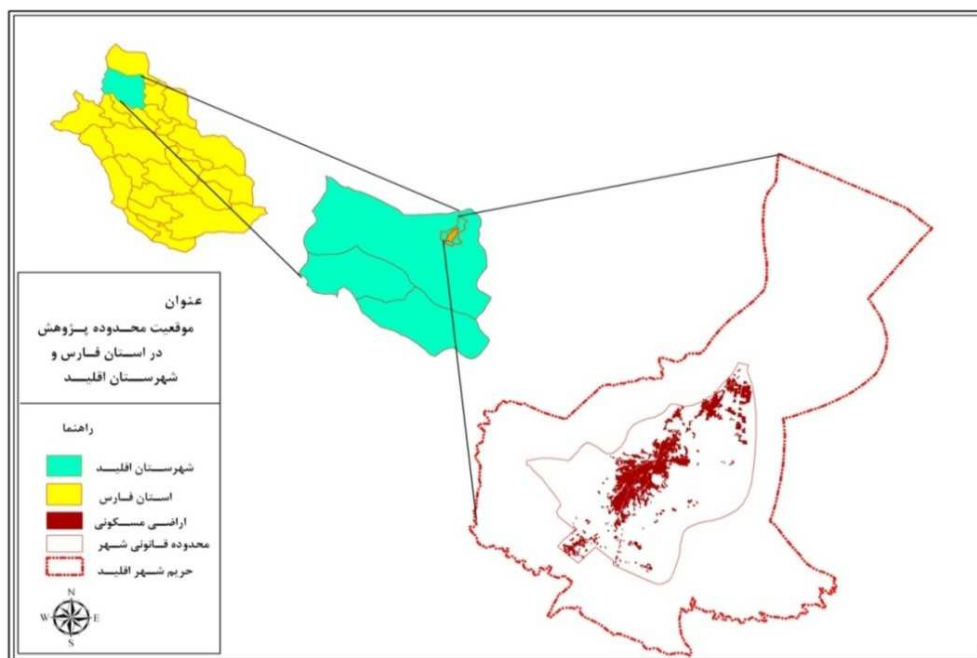 عنوان
موقعیت محدوده پژوهش
در استان فارس و
شهرستان اقلید
راهنما
شهرستان اقلید
استان فارس
اراضی مسکونی
محدوده قانونی شهر
حریم شهر اقلید
N
W E
S